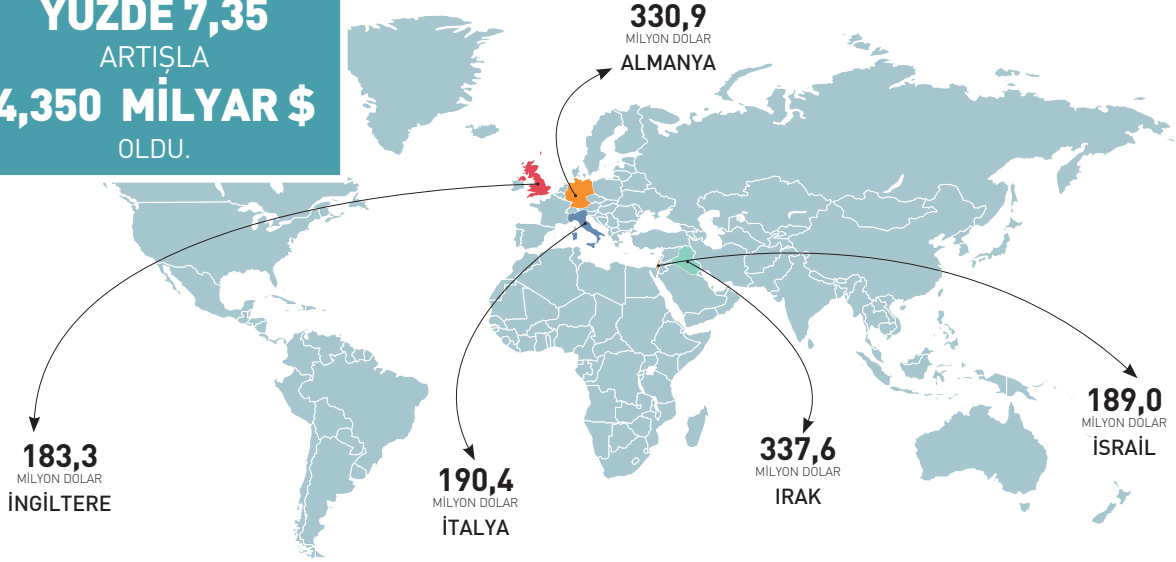 YÜZDE 7,35
ARTIŞLA
4,350 MİLYAR $
OLDU.
330,9
MİLYON DOLAR
ALMANYA
183,3
MİLYON DOLAR
İNGİLTERE
190,4
MİLYON DOLAR
İTALYA
337,6
MİLYON DOLAR
IRAK
189,0
MİLYON DOLAR
İSRAİL